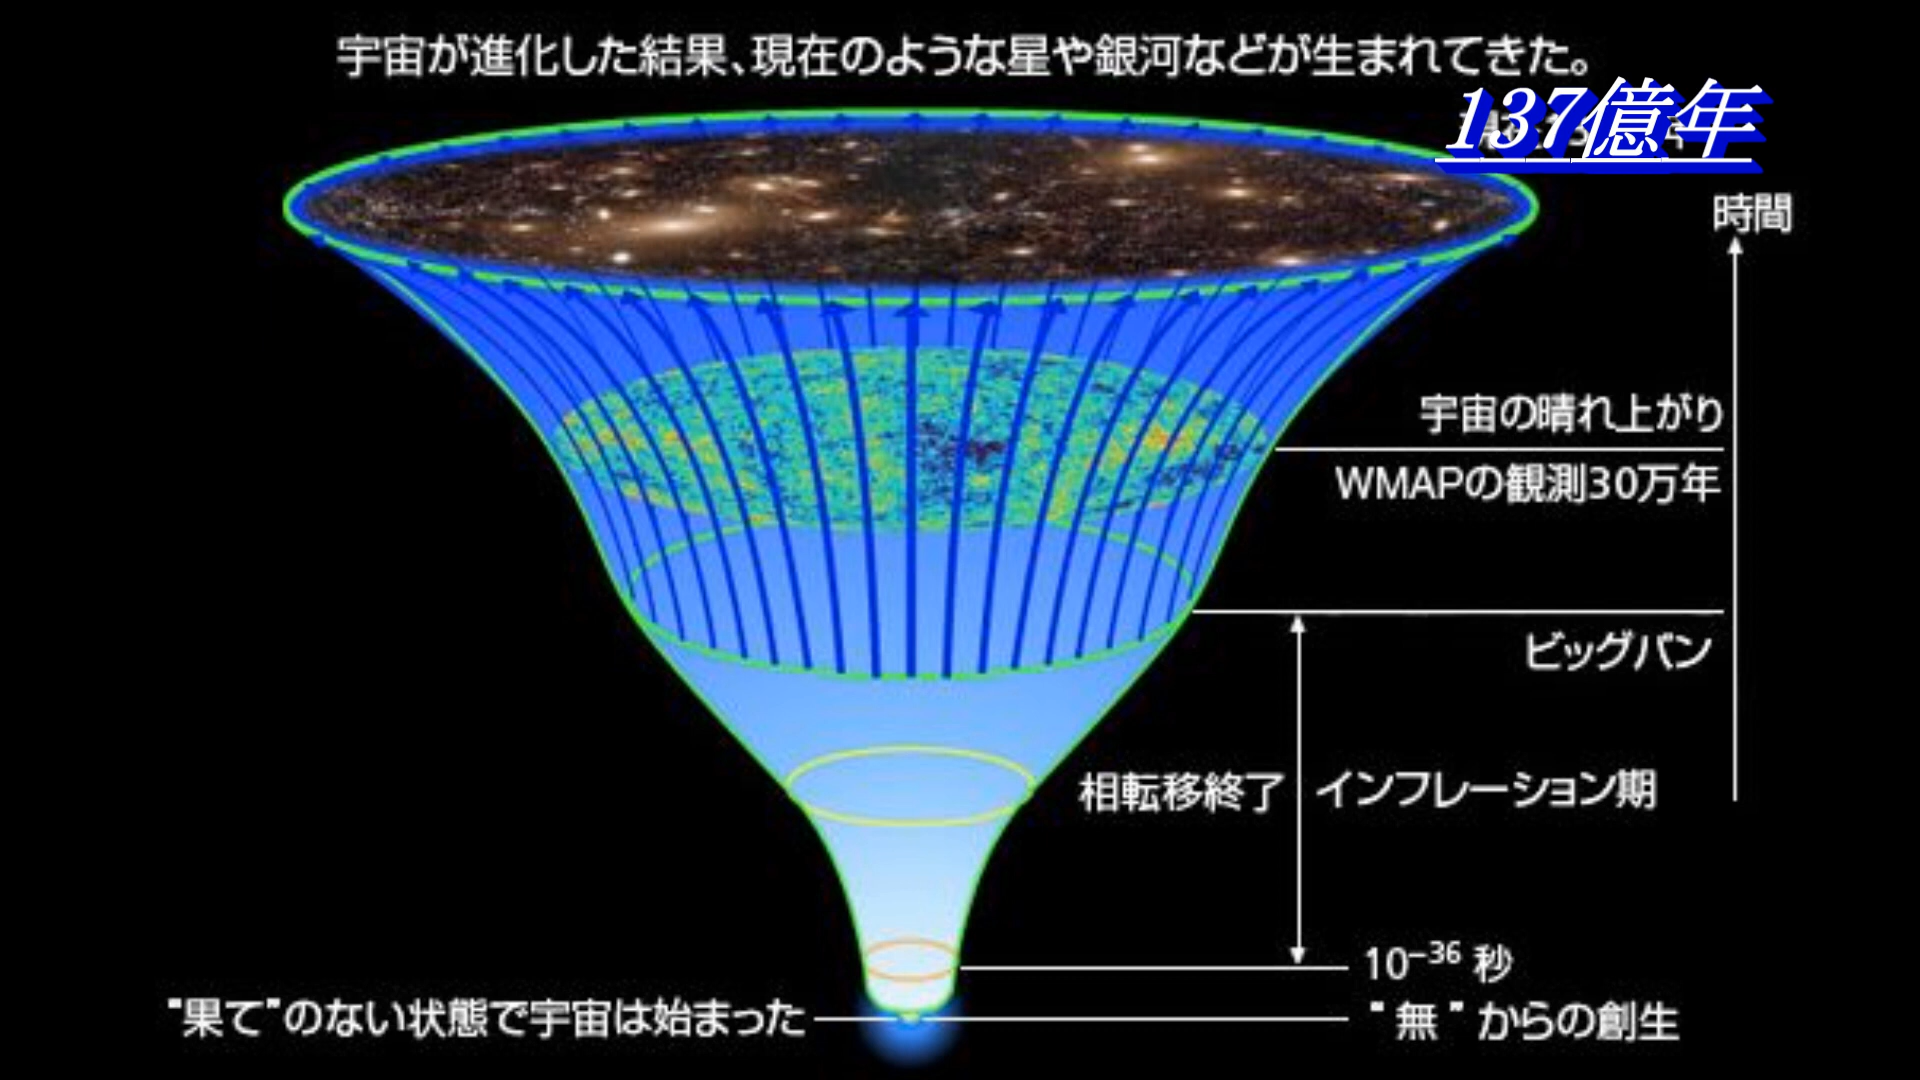 宇宙が進化した結果、現在のような星や銀河などが生まれてきた。
137億年
時間
宇宙の晴れ上がり
WMAPの観測30万年
ビッグバン
相転移終了
インフレーション期
10⁻³⁶ 秒
"果て"のない状態で宇宙は始まった
"無"からの創生